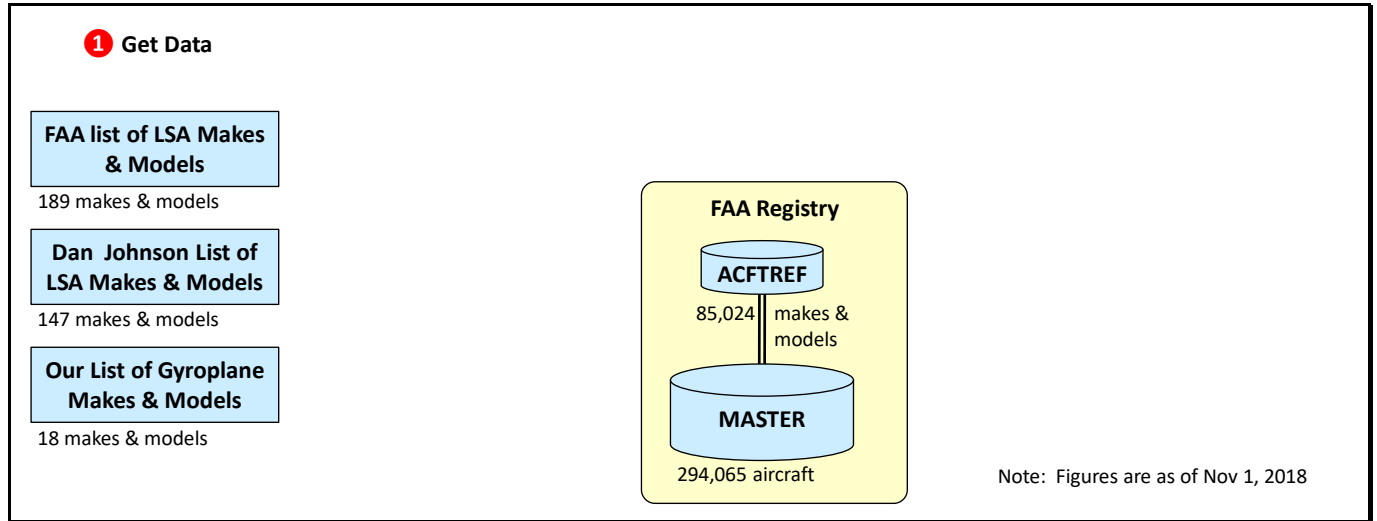 1 Get Data
FAA list of LSA Makes
& Models
189 makes & models
Dan Johnson List of
LSA Makes & Models
147 makes & models
Our List of Gyroplane
Makes & Models
18 makes & models
FAA Registry
ACFTREF
85,024 makes &
models
MASTER
294,065 aircraft
Note: Figures are as of Nov 1, 2018